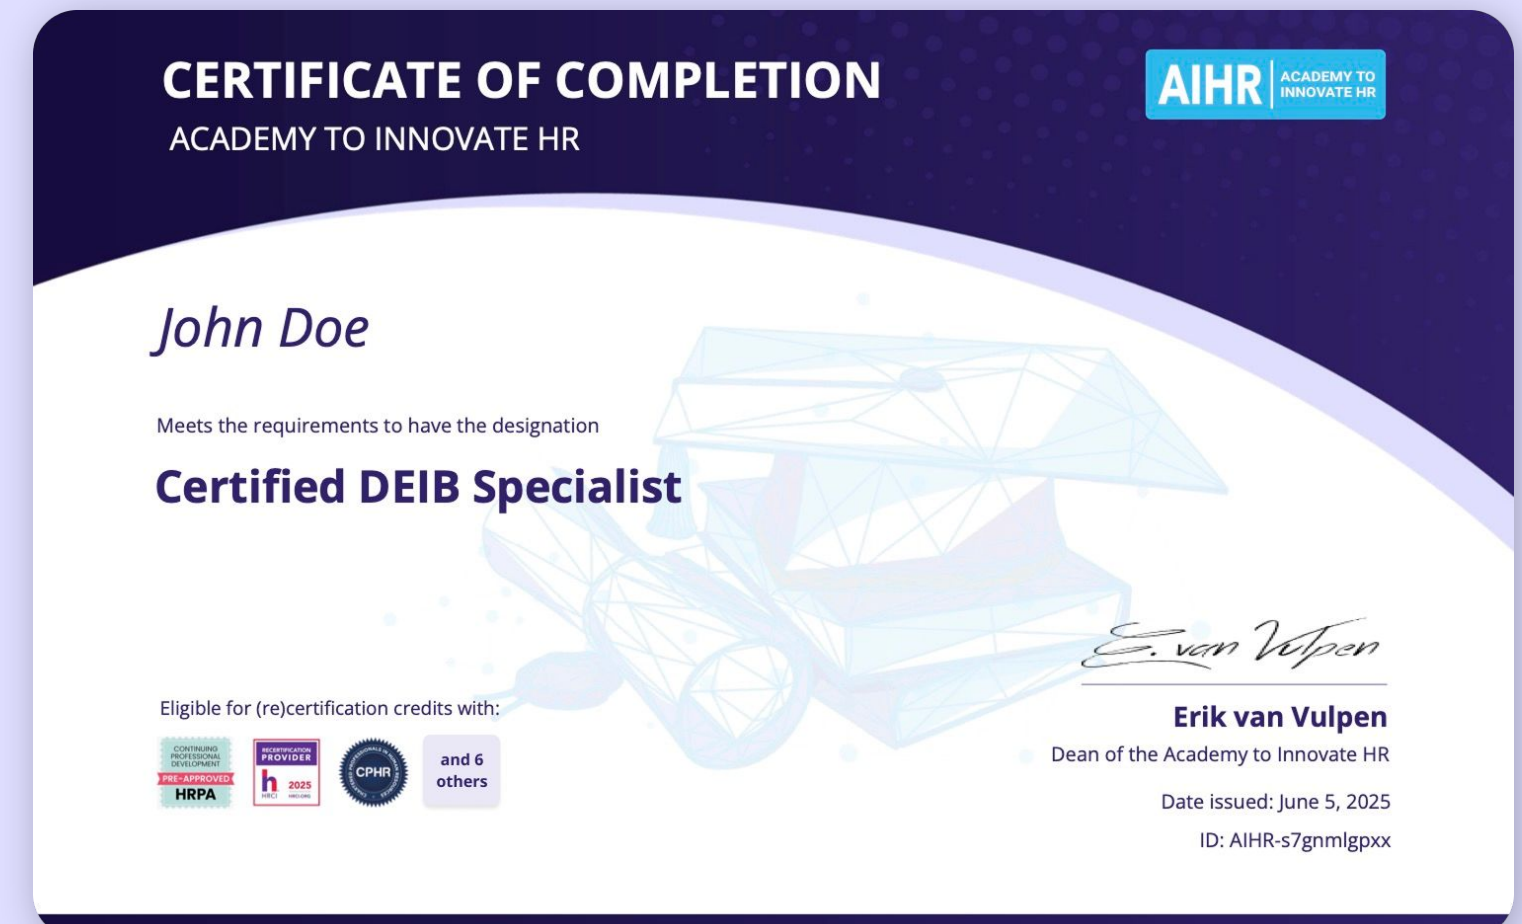 CERTIFICATE OF COMPLETION
ACADEMY TO INNOVATE HR
AIHR
ACADEMY TO
INNOVATE HR
John Doe
Meets the requirements to have the designation
Certified DEIB Specialist
E. van Vulpen
Erik van Vulpen
Dean of the Academy to Innovate HR
Date issued: June 5, 2025
ID: AIHR-s7gnmlgpxx
Eligible for (re)certification credits with:
CONTINUING
PROFESSIONAL
DEVELOPMENT
PRE-APPROVED
HRPA
RECERTIFICATION
PROVIDER
h
HRCI
2025
HRCI.ORG
CPHR
and 6
others